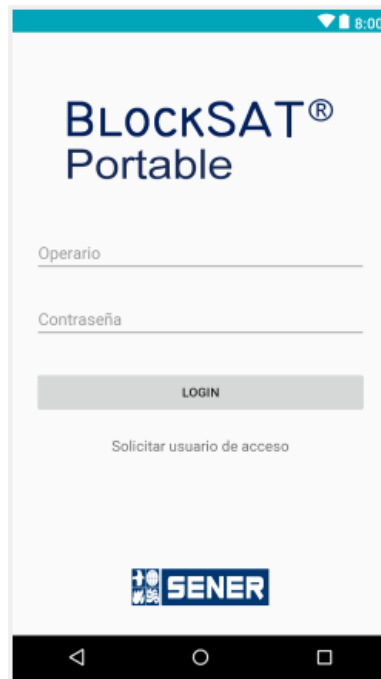 8:00
BLOCKSAT®
Portable
Operario
Contraseña
LOGIN
Solicitar usuario de acceso
SENER